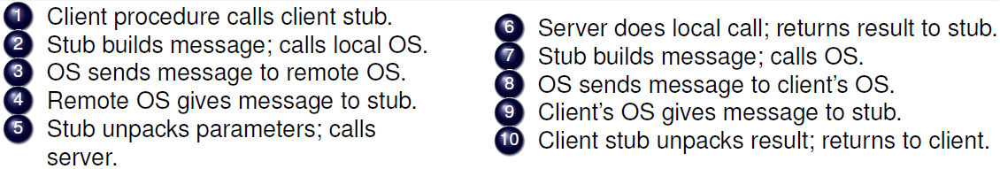 1 Client procedure calls client stub.
2 Stub builds message; calls local OS.
3 OS sends message to remote OS.
4 Remote OS gives message to stub.
5 Stub unpacks parameters; calls
server.
6 Server does local call; returns result to stub.
7 Stub builds message; calls OS.
8 OS sends message to client's OS.
9 Client's OS gives message to stub.
10 Client stub unpacks result; returns to client.